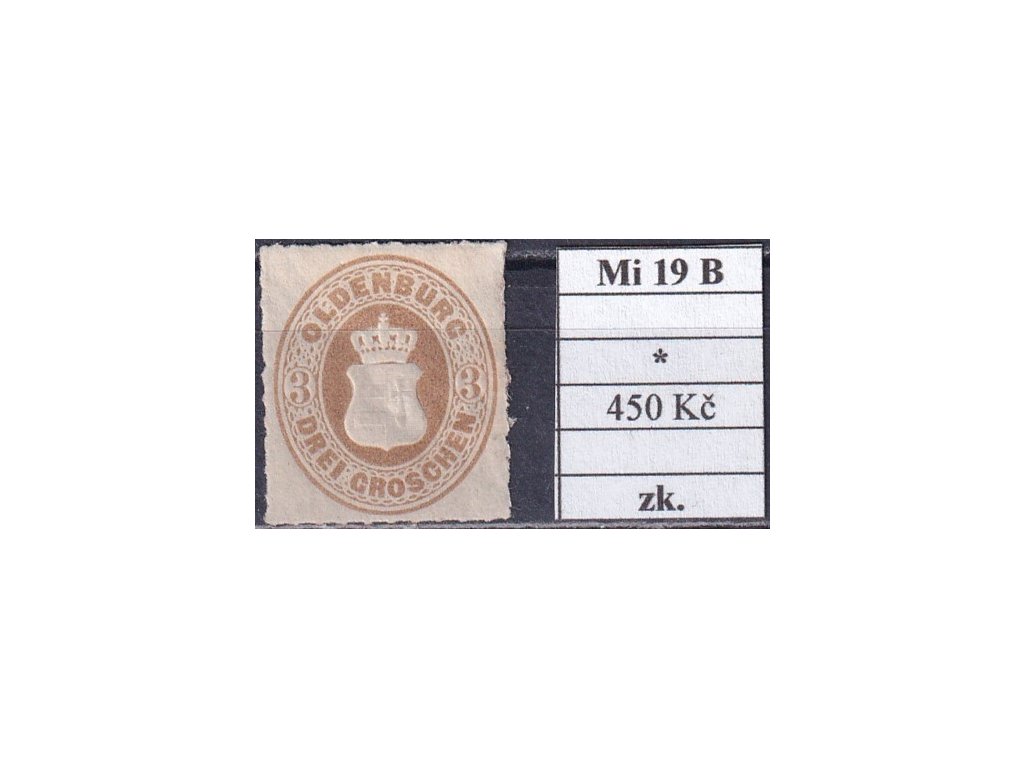 OLDENBURG
3 3
DREI GROSCHEN
Mi 19 B
*
450 Kč
zk.